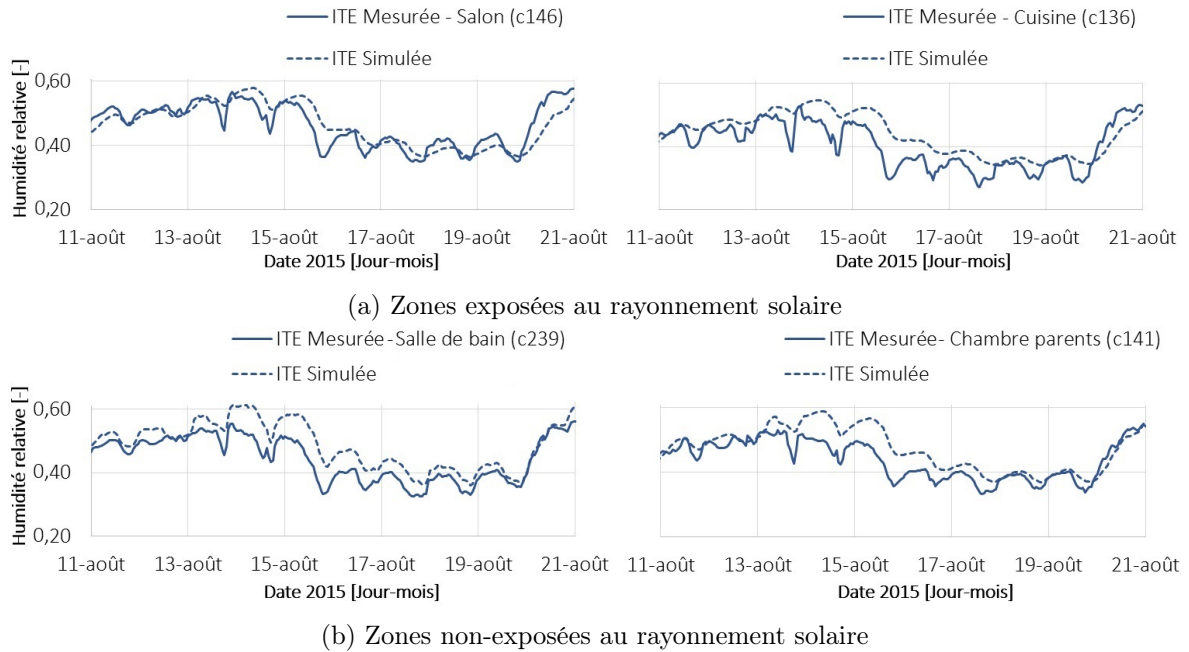 ITE Mesurée - Salon (c146)
ITE Simulée
Humidité relative [-]
0,60
0,40
0,20
11-août 13-août 15-août 17-août 19-août 21-août
Date 2015 [Jour-mois]
ITE Mesurée - Cuisine (c136)
ITE Simulée
11-août 13-août 15-août 17-août 19-août 21-août
Date 2015 [Jour-mois]
(a) Zones exposées au rayonnement solaire
ITE Mesurée-Salle de bain (c239)
ITE Simulée
Humidité relative [-]
0,60
0,40
0,20
11-août 13-août 15-août 17-août 19-août 21-août
Date 2015 [Jour-mois]
ITE Mesurée- Chambre parents (c141)
ITE Simulée
11-août 13-août 15-août 17-août 19-août 21-août
Date 2015 [Jour-mois]
(b) Zones non-exposées au rayonnement solaire